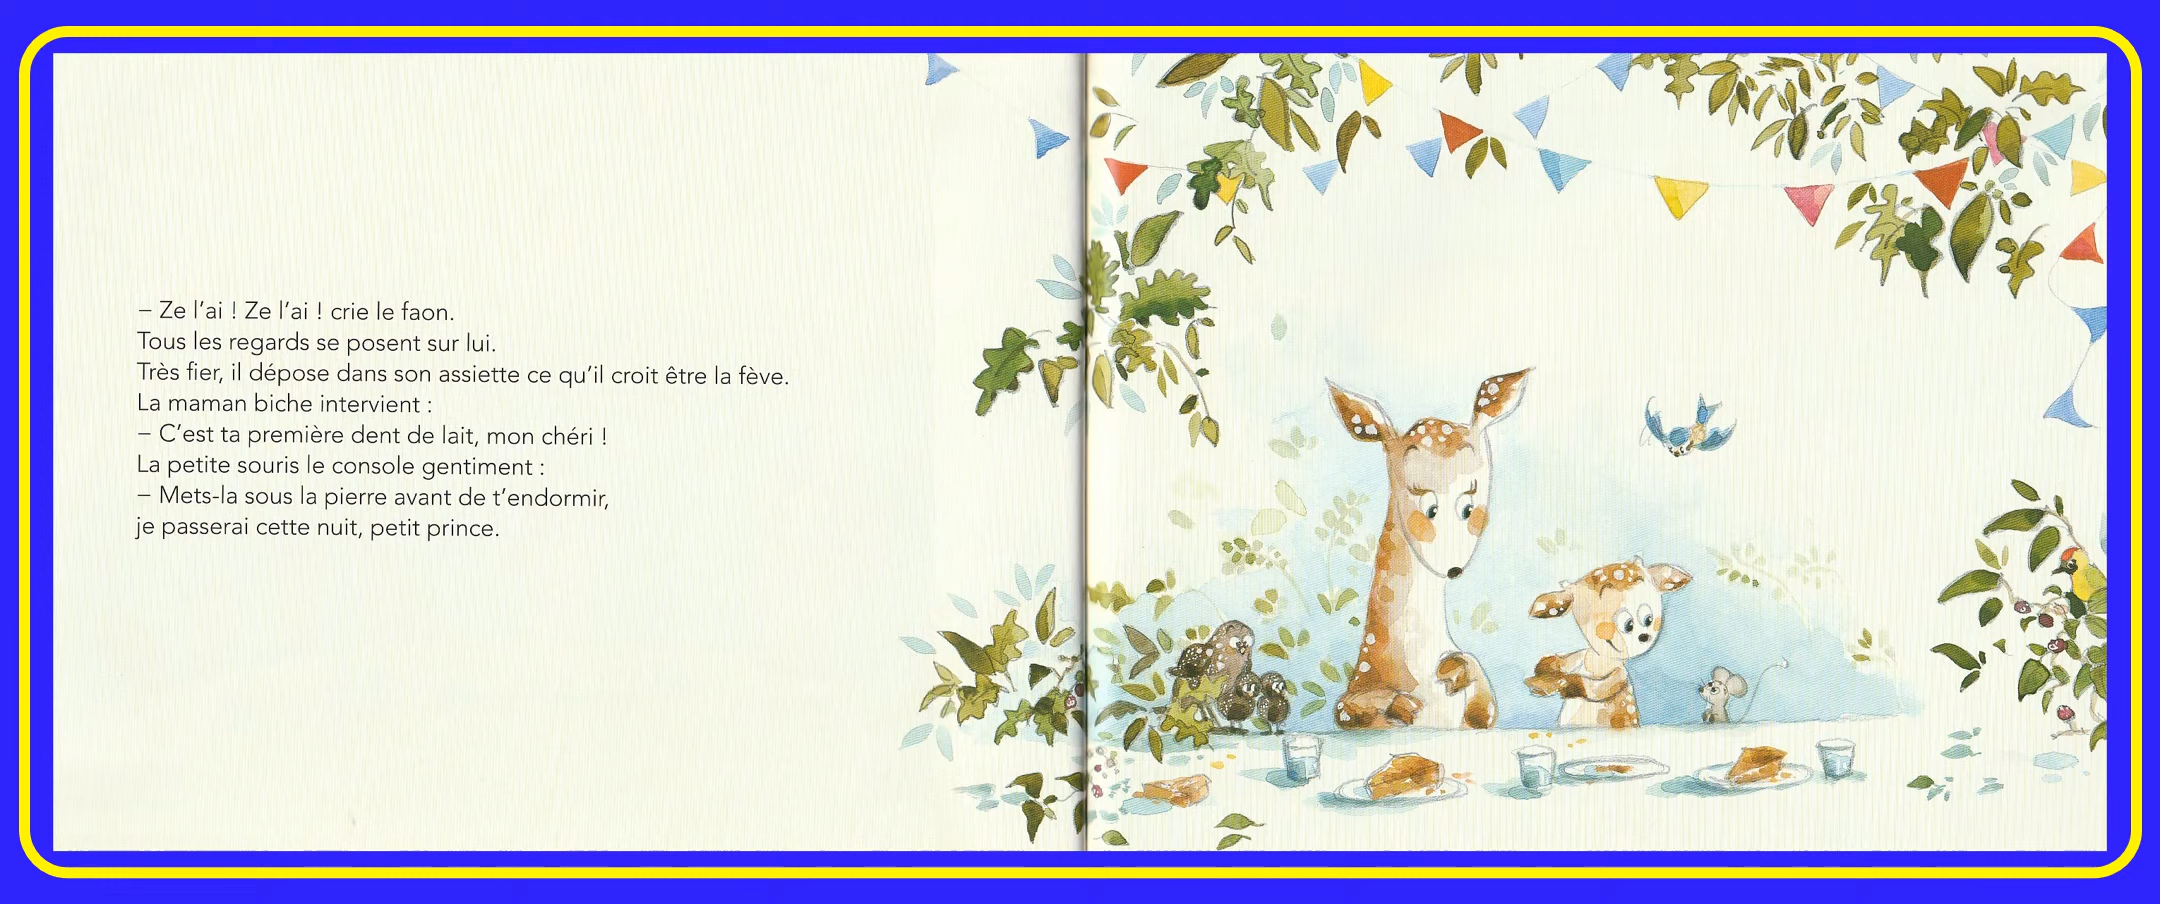 – Ze l'ai ! Ze l'ai ! crie le faon.
Tous les regards se posent sur lui.
Très fier, il dépose dans son assiette ce qu'il croit être la fève.
La maman biche intervient :
– C'est ta première dent de lait, mon chéri !
La petite souris le console gentiment :
– Mets-la sous la pierre avant de t'endormir,
je passerai cette nuit, petit prince.